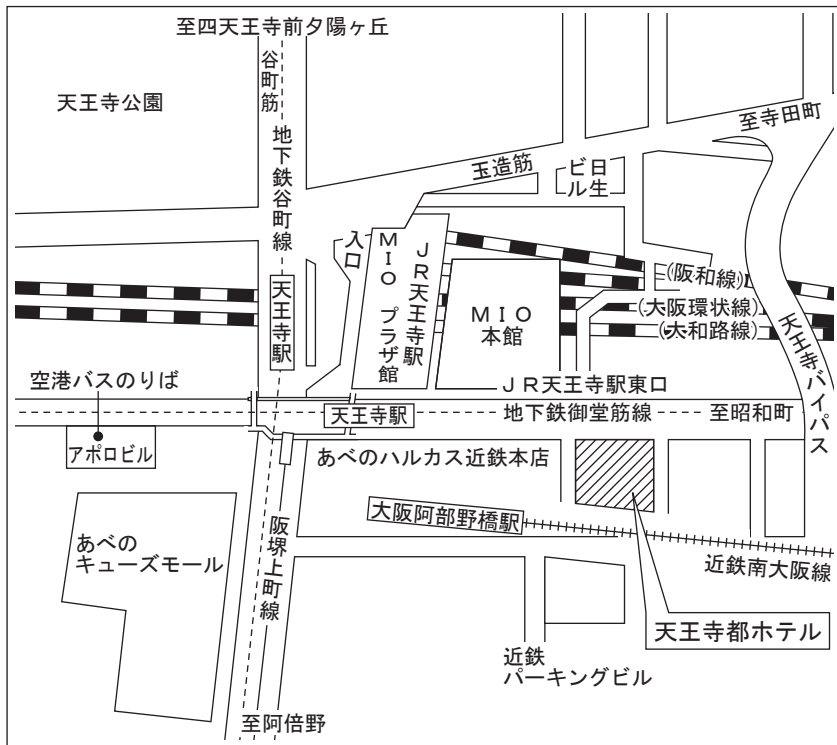 至四天王寺前夕陽ヶ丘
谷町筋
天王寺公園
地下鉄谷町線
至寺田町
玉造筋
日生
ビル
入口
MIO プラザ館
JR天王寺駅
MIO
本館
(阪和線)
(大阪環状線)
(大和路線)
天王寺駅
天王寺バイパス
空港バスのりば
JR天王寺駅東口
天王寺駅
地下鉄御堂筋線
至昭和町
アポロビル
あべのハルカス近鉄本店
大阪阿部野橋駅
あべの
キューズモール
阪堺上町線
近鉄南大阪線
天王寺都ホテル
近鉄
パーキングビル
至阿倍野